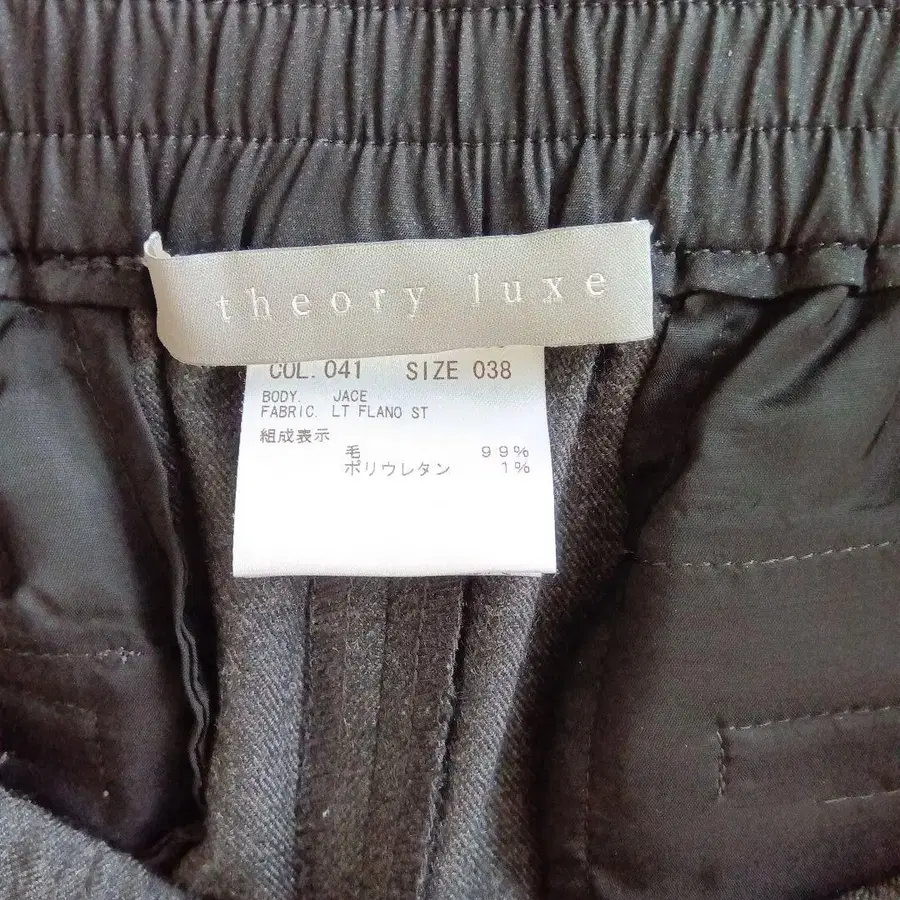 theory luxe
COL. 041 SIZE 038
BODY. JACE
FABRIC. LT FLANO ST
組成表示
毛 99%
ポリウレタン 1%